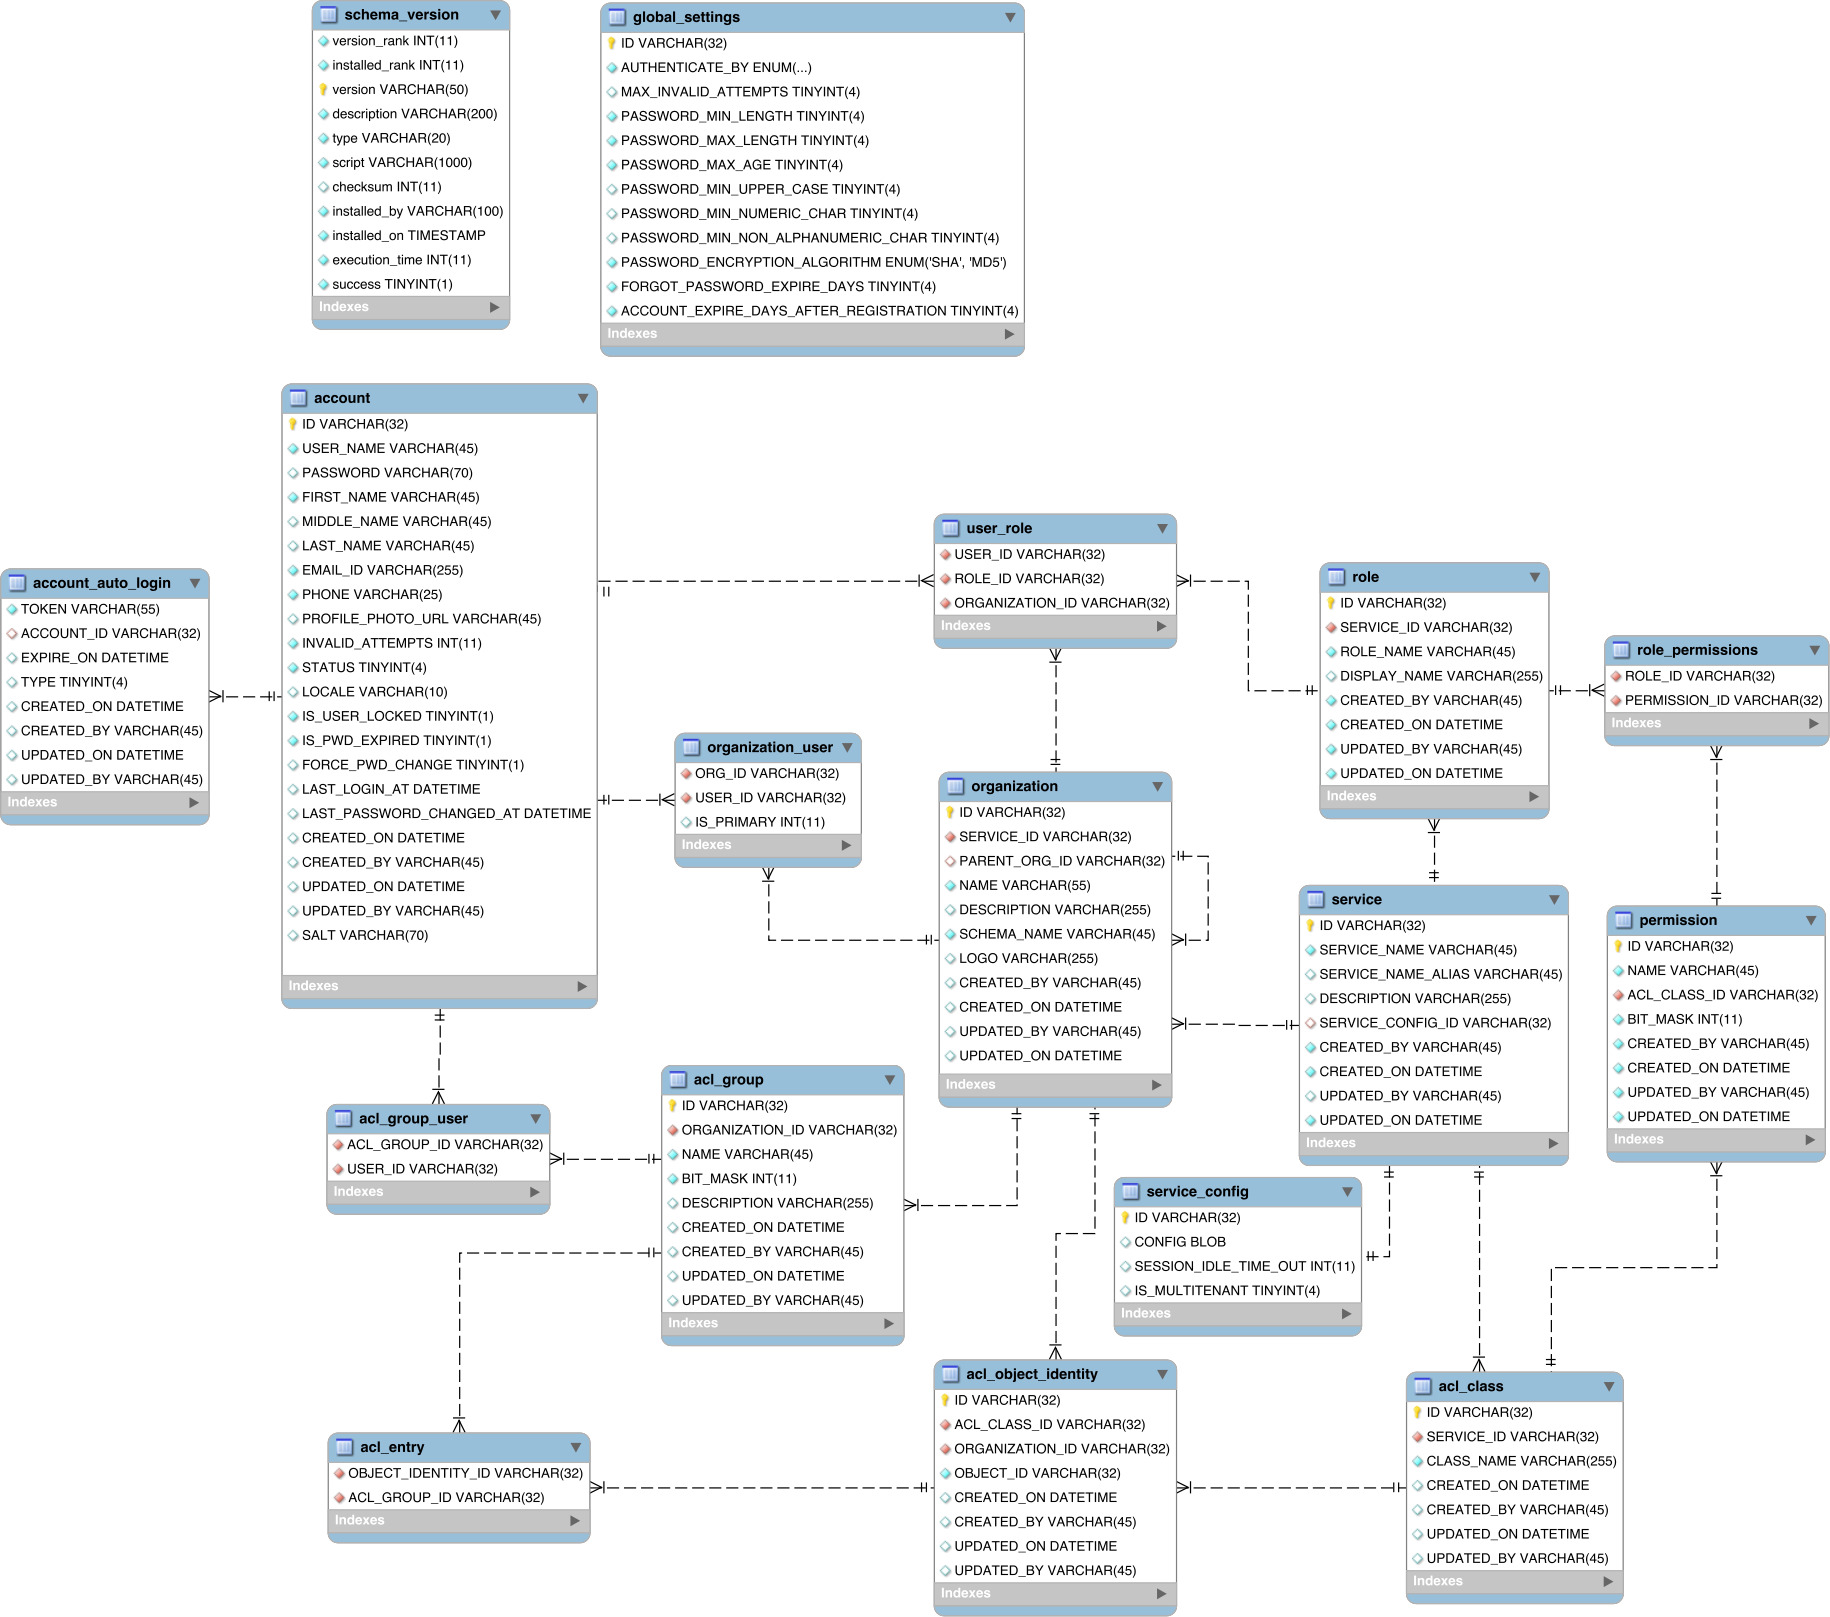 schema_version
version_rank INT(11)
installed_rank INT(11)
version VARCHAR(50)
description VARCHAR(200)
type VARCHAR(20)
script VARCHAR(1000)
checksum INT(11)
installed_by VARCHAR(100)
installed_on TIMESTAMP
execution_time INT(11)
success TINYINT(1)
Indexes
global_settings
ID VARCHAR(32)
AUTHENTICATE_BY ENUM(...)
MAX_INVALID_ATTEMPTS TINYINT(4)
PASSWORD_MIN_LENGTH TINYINT(4)
PASSWORD_MAX_LENGTH TINYINT(4)
PASSWORD_MAX_AGE TINYINT(4)
PASSWORD_MIN_UPPER_CASE TINYINT(4)
PASSWORD_MIN_NUMERIC_CHAR TINYINT(4)
PASSWORD_MIN_NON_ALPHANUMERIC_CHAR TINYINT(4)
PASSWORD_ENCRYPTION_ALGORITHM ENUM('SHA', 'MD5')
FORGOT_PASSWORD_EXPIRE_DAYS TINYINT(4)
ACCOUNT_EXPIRE_DAYS_AFTER_REGISTRATION TINYINT(4)
Indexes
account
ID VARCHAR(32)
USER_NAME VARCHAR(45)
PASSWORD VARCHAR(70)
FIRST_NAME VARCHAR(45)
MIDDLE_NAME VARCHAR(45)
LAST_NAME VARCHAR(45)
EMAIL_ID VARCHAR(255)
PHONE VARCHAR(25)
PROFILE_PHOTO_URL VARCHAR(45)
INVALID_ATTEMPTS INT(11)
STATUS TINYINT(4)
LOCALE VARCHAR(10)
IS_USER_LOCKED TINYINT(1)
IS_PWD_EXPIRED TINYINT(1)
FORCE_PWD_CHANGE TINYINT(1)
LAST_LOGIN_AT DATETIME
LAST_PASSWORD_CHANGED_AT DATETIME
CREATED_ON DATETIME
CREATED_BY VARCHAR(45)
UPDATED_ON DATETIME
UPDATED_BY VARCHAR(45)
SALT VARCHAR(70)
Indexes
account_auto_login
TOKEN VARCHAR(55)
ACCOUNT_ID VARCHAR(32)
EXPIRE_ON DATETIME
TYPE TINYINT(4)
CREATED_ON DATETIME
CREATED_BY VARCHAR(45)
UPDATED_ON DATETIME
UPDATED_BY VARCHAR(45)
Indexes
user_role
USER_ID VARCHAR(32)
ROLE_ID VARCHAR(32)
ORGANIZATION_ID VARCHAR(32)
Indexes
role
ID VARCHAR(32)
SERVICE_ID VARCHAR(32)
ROLE_NAME VARCHAR(45)
DISPLAY_NAME VARCHAR(255)
CREATED_BY VARCHAR(45)
CREATED_ON DATETIME
UPDATED_BY VARCHAR(45)
UPDATED_ON DATETIME
Indexes
role_permissions
ROLE_ID VARCHAR(32)
PERMISSION_ID VARCHAR(32)
Indexes
organization_user
ORG_ID VARCHAR(32)
USER_ID VARCHAR(32)
IS_PRIMARY INT(11)
Indexes
organization
ID VARCHAR(32)
SERVICE_ID VARCHAR(32)
PARENT_ORG_ID VARCHAR(32)
NAME VARCHAR(55)
DESCRIPTION VARCHAR(255)
SCHEMA_NAME VARCHAR(45)
LOGO VARCHAR(255)
CREATED_BY VARCHAR(45)
CREATED_ON DATETIME
UPDATED_BY VARCHAR(45)
UPDATED_ON DATETIME
Indexes
service
ID VARCHAR(32)
SERVICE_NAME VARCHAR(45)
SERVICE_NAME_ALIAS VARCHAR(45)
DESCRIPTION VARCHAR(255)
SERVICE_CONFIG_ID VARCHAR(32)
CREATED_BY VARCHAR(45)
CREATED_ON DATETIME
UPDATED_BY VARCHAR(45)
UPDATED_ON DATETIME
Indexes
permission
ID VARCHAR(32)
NAME VARCHAR(45)
ACL_CLASS_ID VARCHAR(32)
BIT_MASK INT(11)
CREATED_BY VARCHAR(45)
CREATED_ON DATETIME
UPDATED_BY VARCHAR(45)
UPDATED_ON DATETIME
Indexes
acl_group_user
ACL_GROUP_ID VARCHAR(32)
USER_ID VARCHAR(32)
Indexes
acl_group
ID VARCHAR(32)
ORGANIZATION_ID VARCHAR(32)
NAME VARCHAR(45)
BIT_MASK INT(11)
DESCRIPTION VARCHAR(255)
CREATED_ON DATETIME
CREATED_BY VARCHAR(45)
UPDATED_ON DATETIME
UPDATED_BY VARCHAR(45)
Indexes
service_config
ID VARCHAR(32)
CONFIG BLOB
SESSION_IDLE_TIME_OUT INT(11)
IS_MULTITENANT TINYINT(4)
Indexes
acl_entry
OBJECT_IDENTITY_ID VARCHAR(32)
ACL_GROUP_ID VARCHAR(32)
Indexes
acl_object_identity
ID VARCHAR(32)
ACL_CLASS_ID VARCHAR(32)
ORGANIZATION_ID VARCHAR(32)
OBJECT_ID VARCHAR(32)
CREATED_ON DATETIME
CREATED_BY VARCHAR(45)
UPDATED_ON DATETIME
UPDATED_BY VARCHAR(45)
Indexes
acl_class
ID VARCHAR(32)
SERVICE_ID VARCHAR(32)
CLASS_NAME VARCHAR(255)
CREATED_ON DATETIME
CREATED_BY VARCHAR(45)
UPDATED_ON DATETIME
UPDATED_BY VARCHAR(45)
Indexes